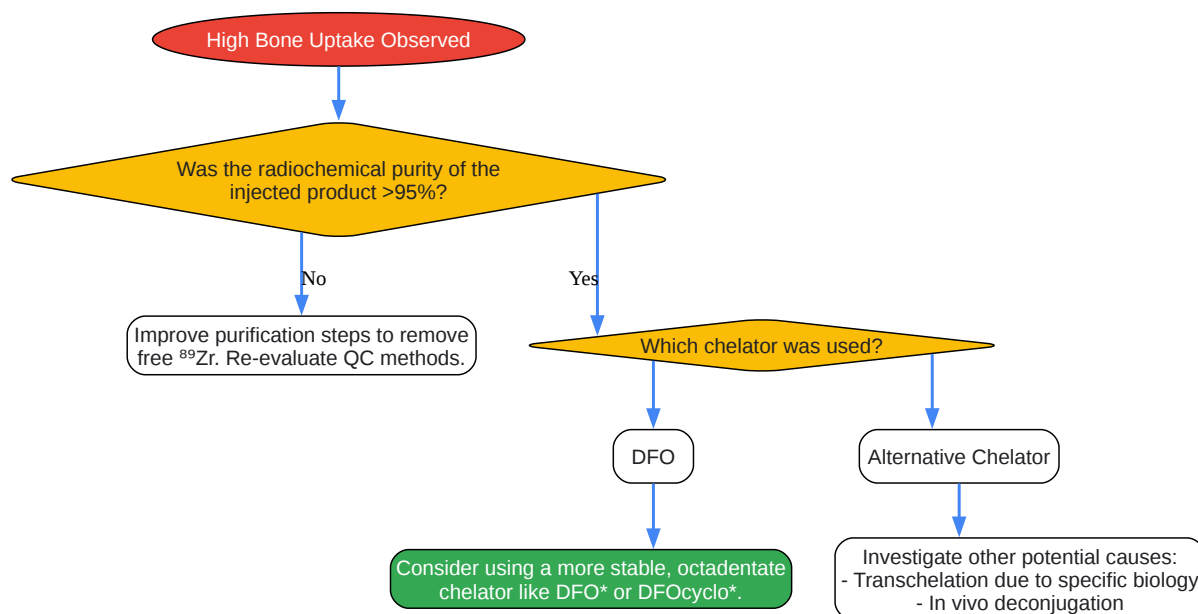 High Bone Uptake Observed
Was the radiochemical purity of the
injected product >95%?
No
Yes
Improve purification steps to remove
free ⁸⁹Zr. Re-evaluate QC methods.
Which chelator was used?
DFO
Alternative Chelator
Consider using a more stable, octadentate
chelator like DFO* or DFOcyclo*.
Investigate other potential causes:
- Transchelation due to specific biology
- In vivo deconjugation